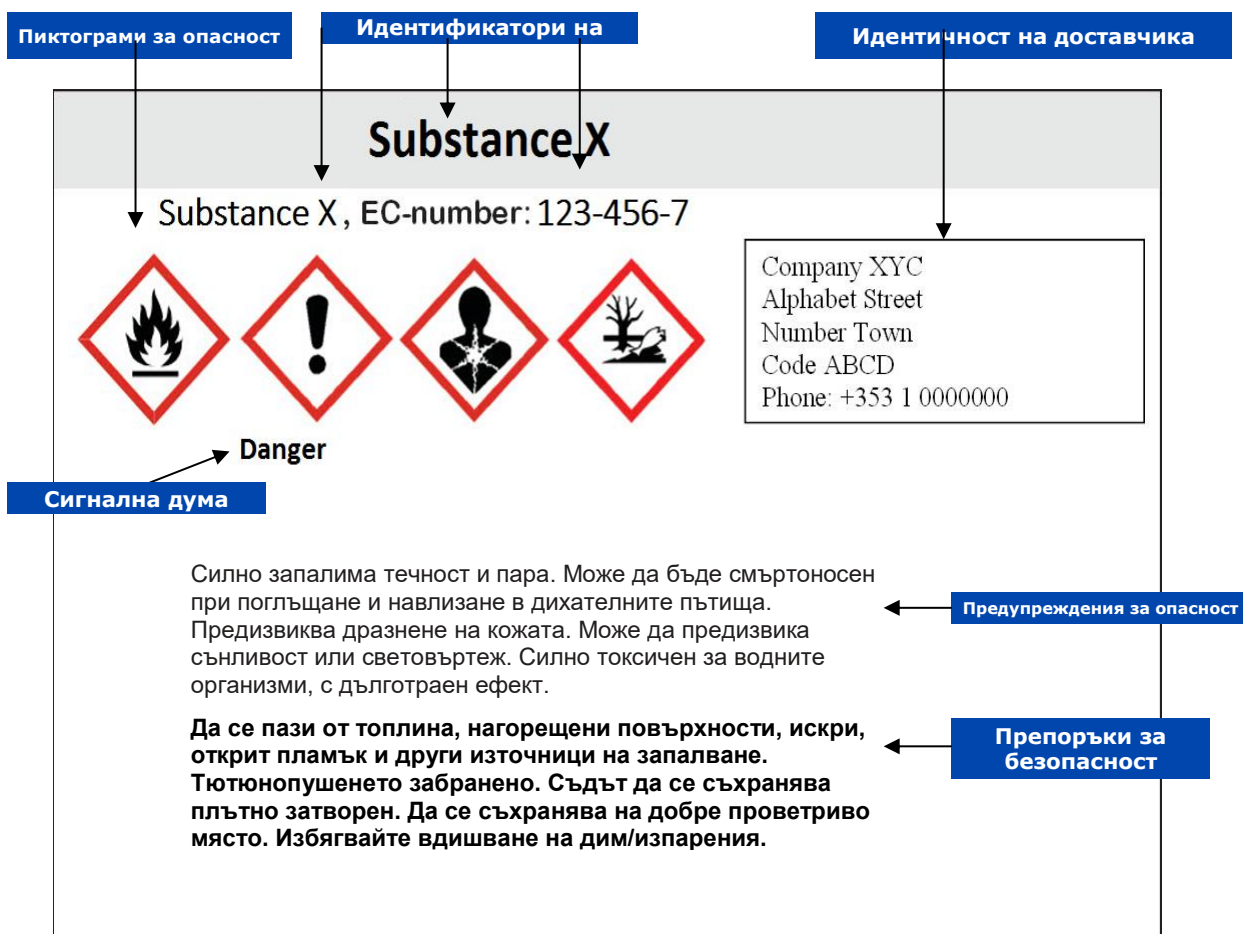 Пиктограми за опасност
Идентификатори на
Идентичност на доставчика
Substance X
Substance X, EC-number: 123-456-7
Company XYC
Alphabet Street
Number Town
Code ABCD
Phone: +353 1 0000000
Danger
Сигнална дума
Силно запалима течност и пара. Може да бъде смъртоносен
при поглъщане и навлизане в дихателните пътища.
Предизвиква дразнене на кожата. Може да предизвика
сънливост или световъртеж. Силно токсичен за водните
организми, с дълготраен ефект.
Предупреждения за опасност
Да се пази от топлина, нагорещени повърхности, искри,
открит пламък и други източници на запалване.
Тютюнопушенето забранено. Съдът да се съхранява
плътно затворен. Да се съхранява на добре проветриво
място. Избягвайте вдишване на дим/изпарения.
Препоръки за
безопасност